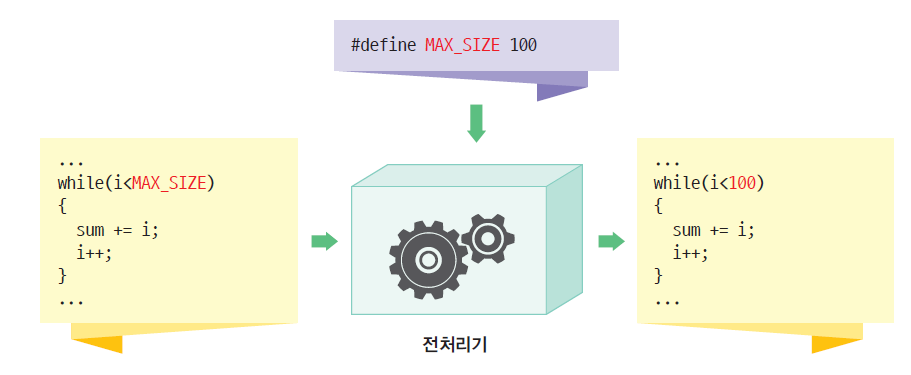 #define MAX_SIZE 100
...
while(i<MAX_SIZE)
{
  sum += i;
  i++;
}
...
전처리기
...
while(i<100)
{
  sum += i;
  i++;
}
...